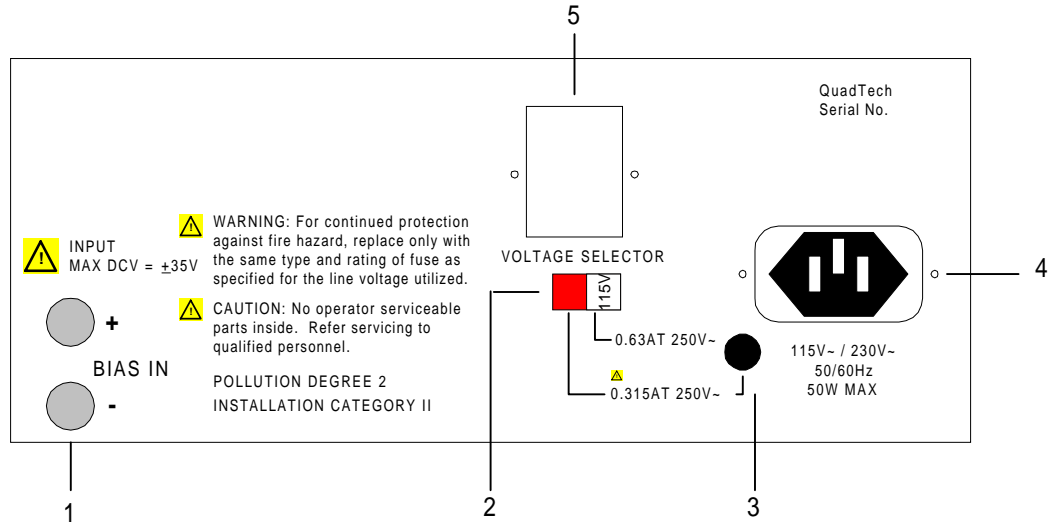 5
QuadTech
Serial No.
WARNING: For continued protection
against fire hazard, replace only with
the same type and rating of fuse as
specified for the line voltage utilized.
INPUT
MAX DCV = ±35V
VOLTAGE SELECTOR
4
2
115V
CAUTION: No operator serviceable
parts inside. Refer servicing to
qualified personnel.
+
0.63AT 250V~
115V~ / 230V~
50/60Hz
50W MAX
BIAS IN
POLLUTION DEGREE 2
INSTALLATION CATEGORY II
0.315AT 250V~
-
1
2
3